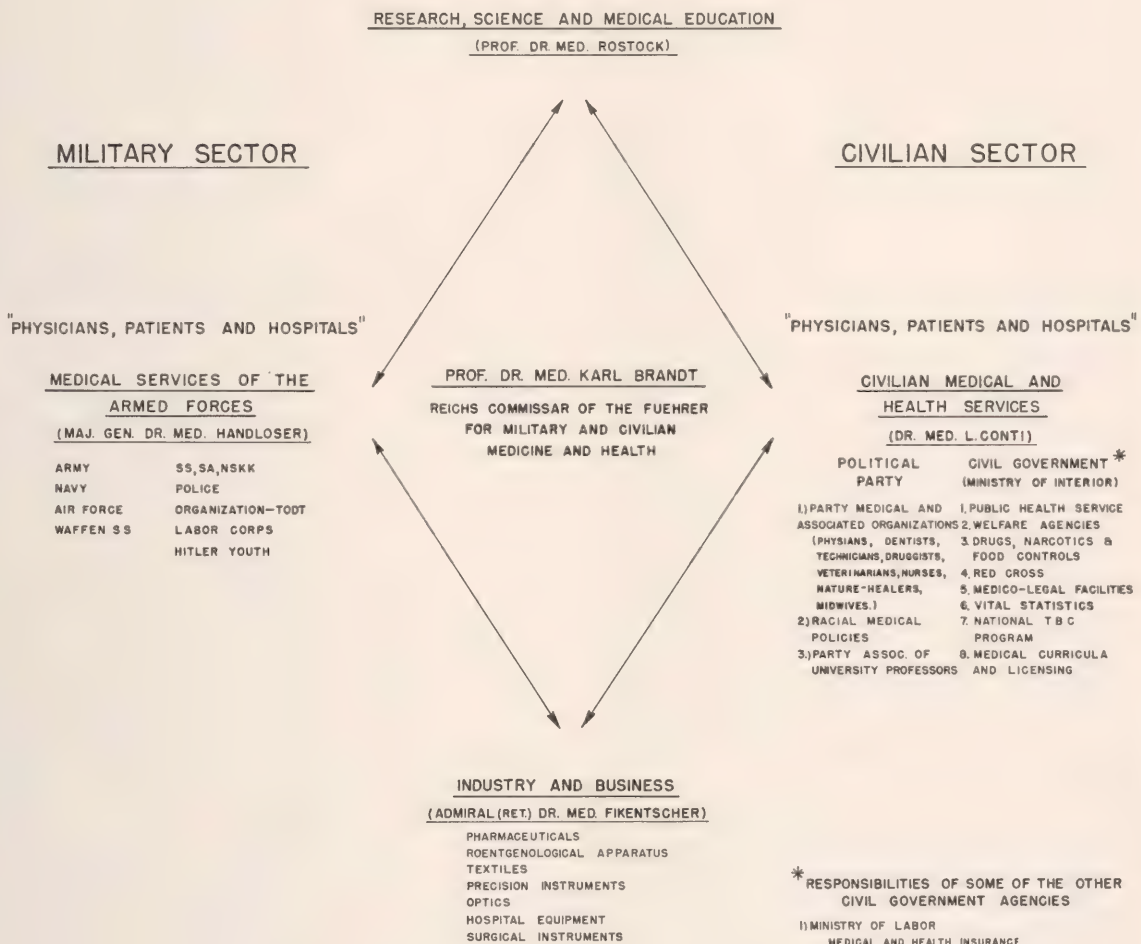 RESEARCH, SCIENCE AND MEDICAL EDUCATION
(PROF. DR. MED. ROSTOCK)
MILITARY SECTOR
"PHYSICIANS, PATIENTS AND HOSPITALS"
MEDICAL SERVICES OF THE
ARMED FORCES
(MAJ. GEN. DR. MED. HANDLOSER)
ARMY
NAVY
AIR FORCE
WAFFEN SS
SS, SA, NSKK
POLICE
ORGANIZATION-TODT
LABOR CORPS
HITLER YOUTH
PROF. DR. MED. KARL BRANDT
REICHS COMMISSAR OF THE FUEHRER
FOR MILITARY AND CIVILIAN
MEDICINE AND HEALTH
CIVILIAN SECTOR
"PHYSICIANS, PATIENTS AND HOSPITALS"
CIVILIAN MEDICAL AND
HEALTH SERVICES
(DR. MED. L. CONTI)
POLITICAL
PARTY
1.) PARTY MEDICAL AND
ASSOCIATED ORGANIZATIONS
(PHYSIANS, DENTISTS,
TECHNICIANS, DRUGGISTS,
VETERINARIANS, NURSES,
NATURE-HEALERS,
MIDWIVES.)
2) RACIAL MEDICAL
POLICIES
3.) PARTY ASSOC. OF
UNIVERSITY PROFESSORS
CIVIL GOVERNMENT *
(MINISTRY OF INTERIOR)
1. PUBLIC HEALTH SERVICE
2. WELFARE AGENCIES
3. DRUGS, NARCOTICS &
FOOD CONTROLS
4. RED CROSS
5. MEDICO-LEGAL FACILITIES
6. VITAL STATISTICS
7. NATIONAL TBC
PROGRAM
8. MEDICAL CURRICULA
AND LICENSING
INDUSTRY AND BUSINESS
(ADMIRAL (RET.) DR. MED. FIKENTSCHER)
PHARMACEUTICALS
ROENTGENOLOGICAL APPARATUS
TEXTILES
PRECISION INSTRUMENTS
OPTICS
HOSPITAL EQUIPMENT
SURGICAL INSTRUMENTS
* RESPONSIBILITIES OF SOME OF THE OTHER
CIVIL GOVERNMENT AGENCIES
1) MINISTRY OF LABOR
MEDICAL AND HEALTH INSURANCE